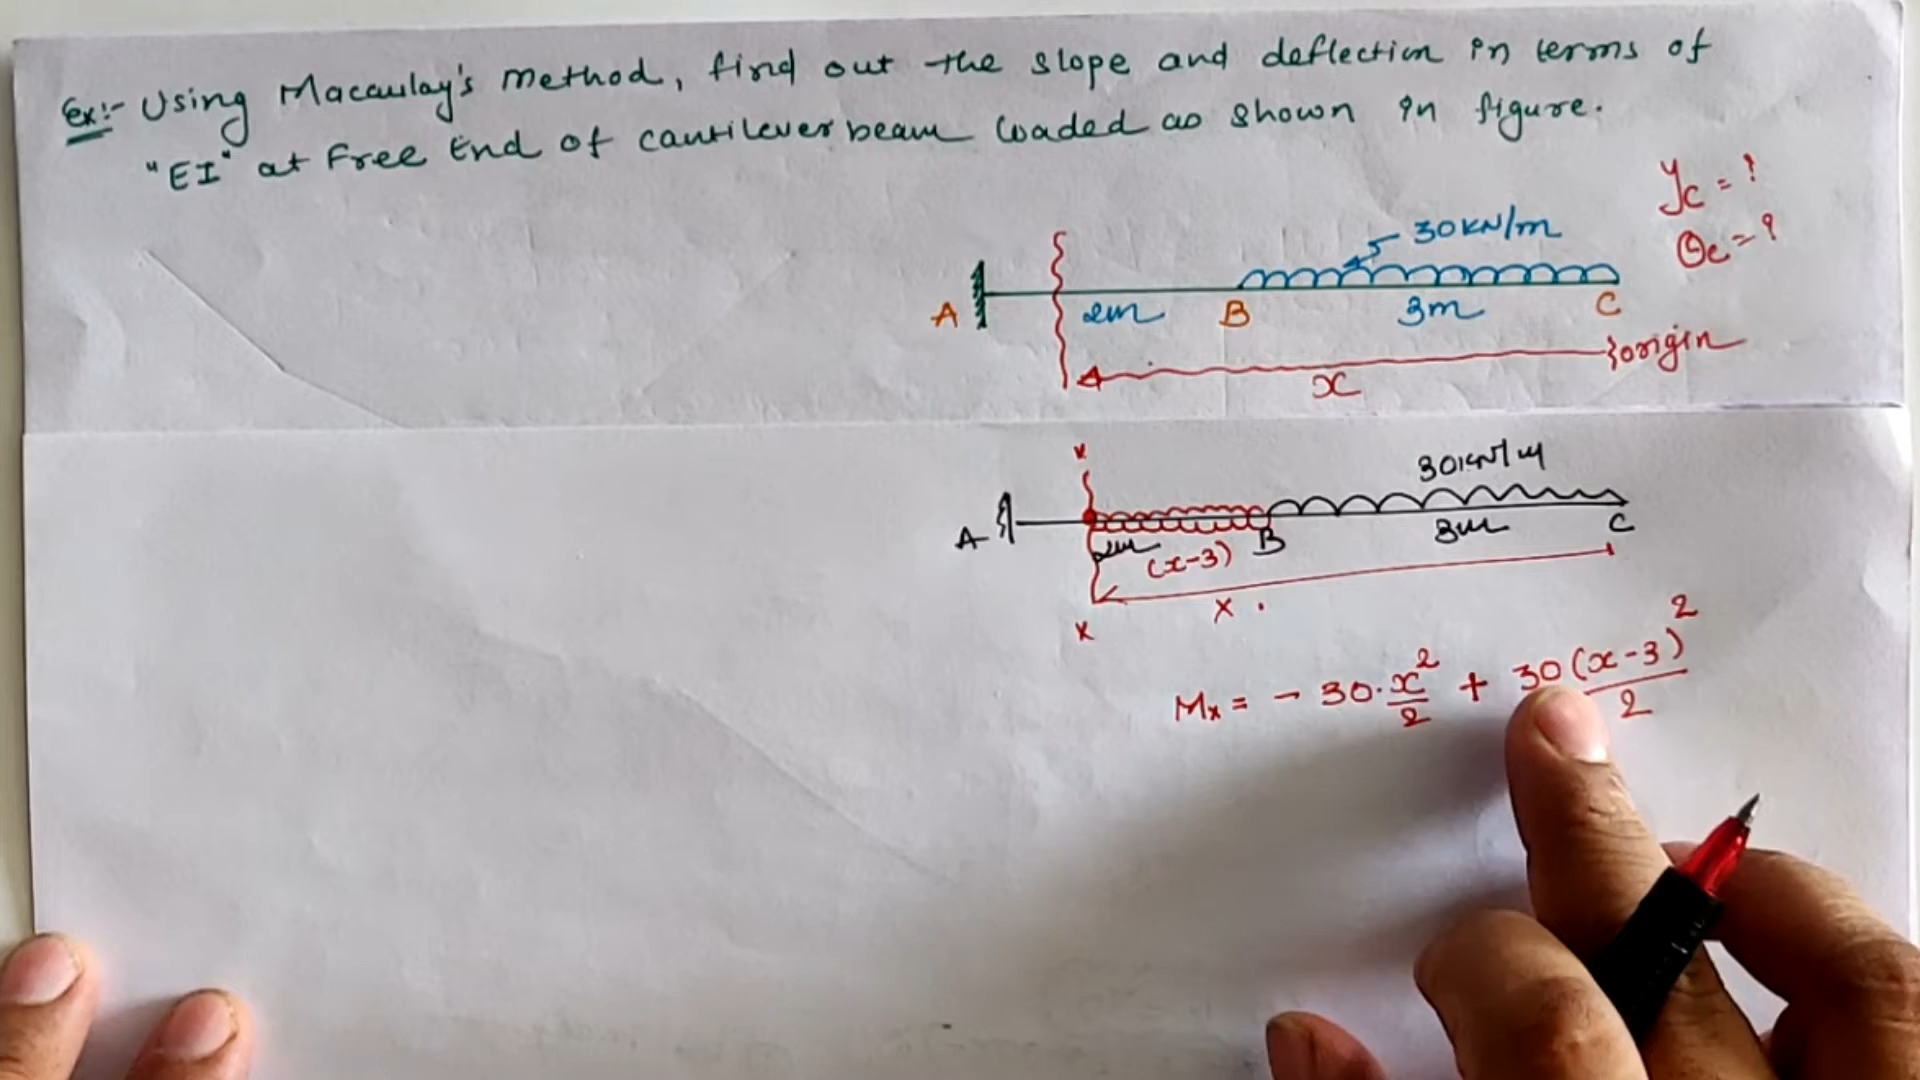 Ex:- Using Macaulay's Method, find out the slope and deflection in terms of
"EI" at Free End of cantilever beam loaded as shown in figure.
yc = ?
θc = ?
30KN/m
A 2m B 3m C
{origin
x
x
30KN/m
A 2m B 3m C
(x-3)
x
x
Mx = - 30.x²/2 + 30(x-3)²/2